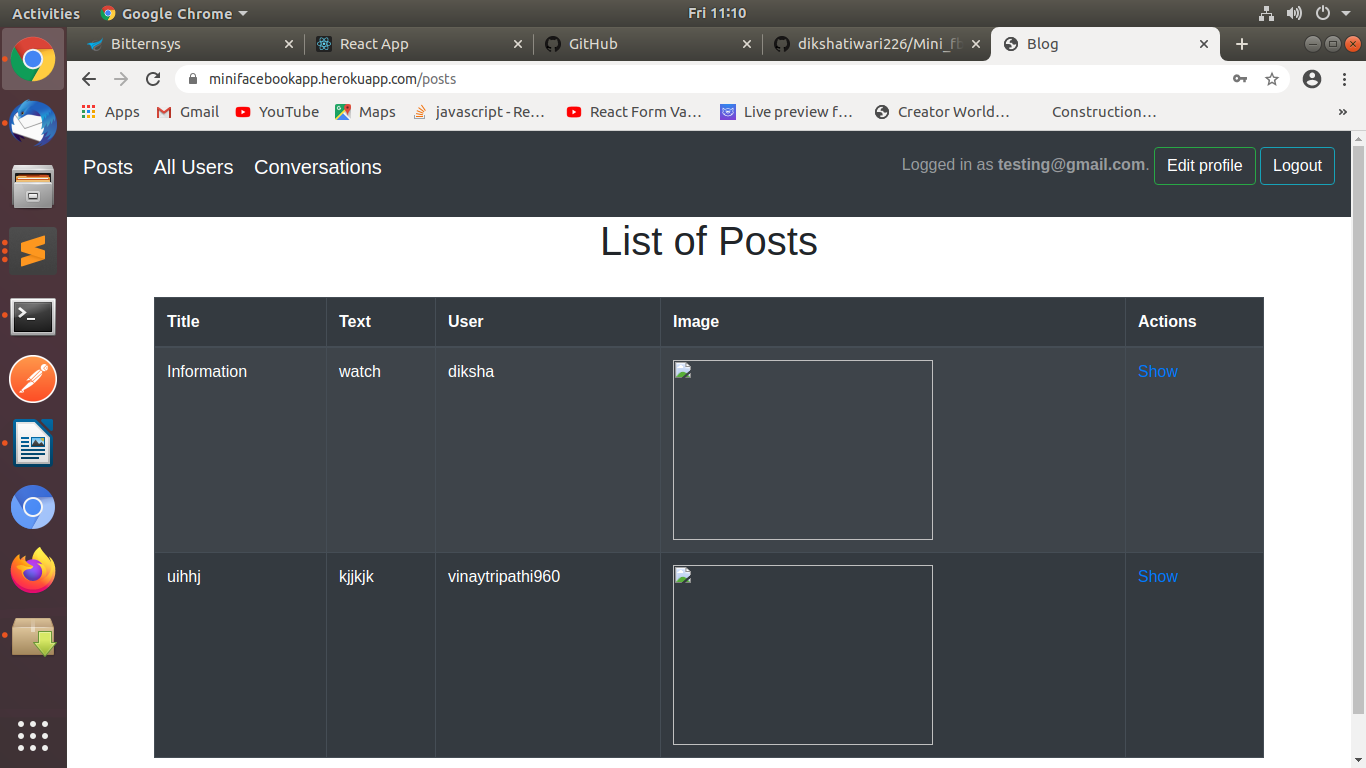 Activities Google Chrome Fri 11:10
Bitternsys React App GitHub dikshatiwari226/Mini_fb Blog
minifacebookapp.herokuapp.com/posts
Apps Gmail YouTube Maps javascript - Re… React Form Va… Live preview f… Creator World… Construction… »
Posts All Users Conversations Logged in as testing@gmail.com. Edit profile Logout
List of Posts
Title Text User Image Actions
Information watch diksha Show
uihhj kjjkjk vinaytripathi960 Show